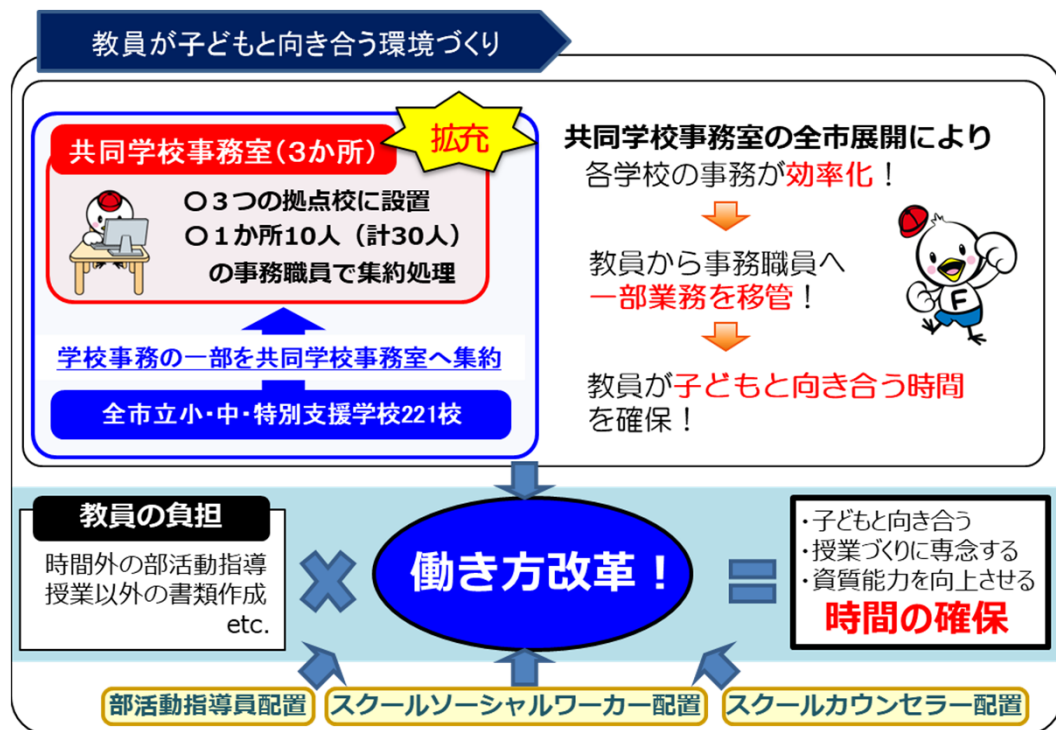 教員が子どもと向き合う環境づくり
拡充
共同学校事務室(3か所)
〇3つの拠点校に設置
〇1か所10人（計30人）
の事務職員で集約処理
学校事務の一部を共同学校事務室へ集約
全市立小・中・特別支援学校221校
共同学校事務室の全市展開により
各学校の事務が効率化！
教員から事務職員へ
一部業務を移管！
教員が子どもと向き合う時間
を確保！
F
教員の負担
時間外の部活動指導
授業以外の書類作成
etc.
働き方改革！
・子どもと向き合う
・授業づくりに専念する
・資質能力を向上させる
時間の確保
部活動指導員配置
スクールソーシャルワーカー配置
スクールカウンセラー配置